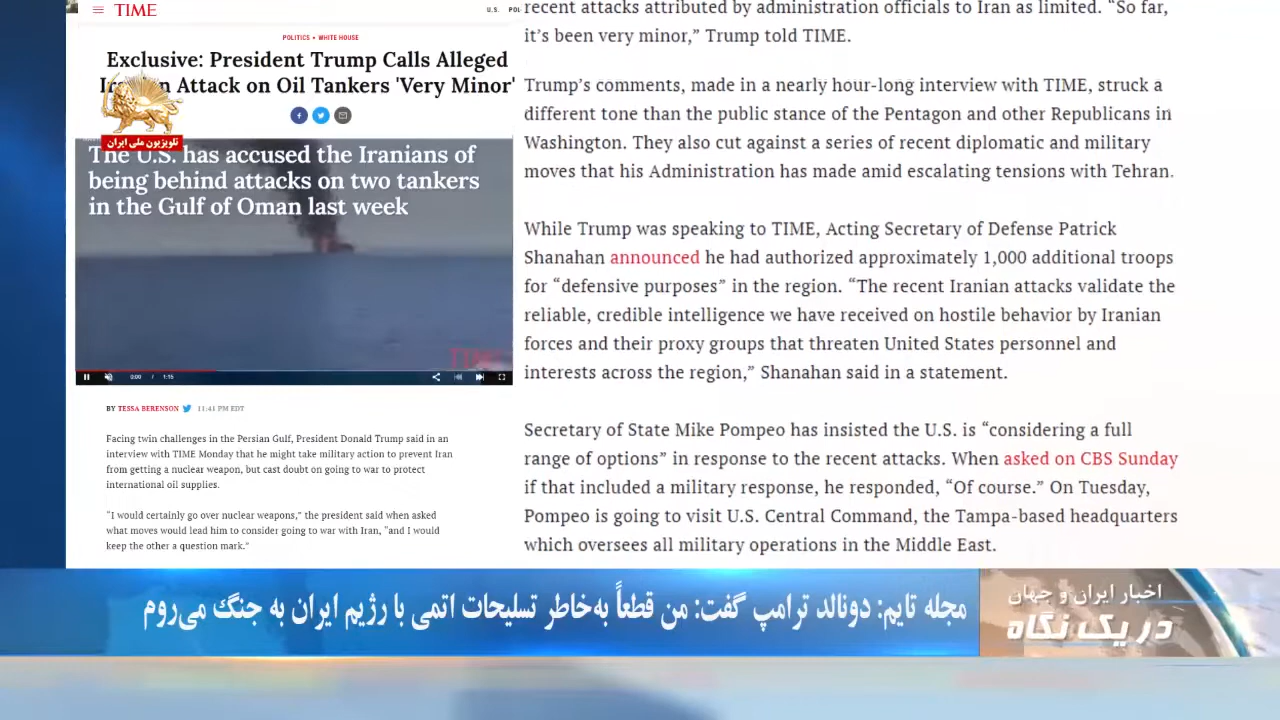 TIME
U.S.
POLITICS • WHITE HOUSE
Exclusive: President Trump Calls Alleged
Attack on Oil Tankers 'Very Minor'
تلویزیون ملی ایران
The U.S. has accused the Iranians of
being behind attacks on two tankers
in the Gulf of Oman last week
TIME
0:00 / 1:15
BY TESSA BERENSON 11:41 PM EDT
Facing twin challenges in the Persian Gulf, President Donald Trump said in an
interview with TIME Monday that he might take military action to prevent Iran
from getting a nuclear weapon, but cast doubt on going to war to protect
international oil supplies.
“I would certainly go over nuclear weapons,” the president said when asked
what moves would lead him to consider going to war with Iran, “and I would
keep the other a question mark.”
recent attacks attributed by administration officials to Iran as limited. “So far,
it’s been very minor,” Trump told TIME.
Trump’s comments, made in a nearly hour-long interview with TIME, struck a
different tone than the public stance of the Pentagon and other Republicans in
Washington. They also cut against a series of recent diplomatic and military
moves that his Administration has made amid escalating tensions with Tehran.
While Trump was speaking to TIME, Acting Secretary of Defense Patrick
Shanahan announced he had authorized approximately 1,000 additional troops
for “defensive purposes” in the region. “The recent Iranian attacks validate the
reliable, credible intelligence we have received on hostile behavior by Iranian
forces and their proxy groups that threaten United States personnel and
interests across the region,” Shanahan said in a statement.
Secretary of State Mike Pompeo has insisted the U.S. is “considering a full
range of options” in response to the recent attacks. When asked on CBS Sunday
if that included a military response, he responded, “Of course.” On Tuesday,
Pompeo is going to visit U.S. Central Command, the Tampa-based headquarters
which oversees all military operations in the Middle East.
اخبار ایران و جهان
در یک نگاه
مجله تایم: دونالد ترامپ گفت: من قطعاً به‌خاطر تسلیحات اتمی با رژیم ایران به جنگ می‌روم